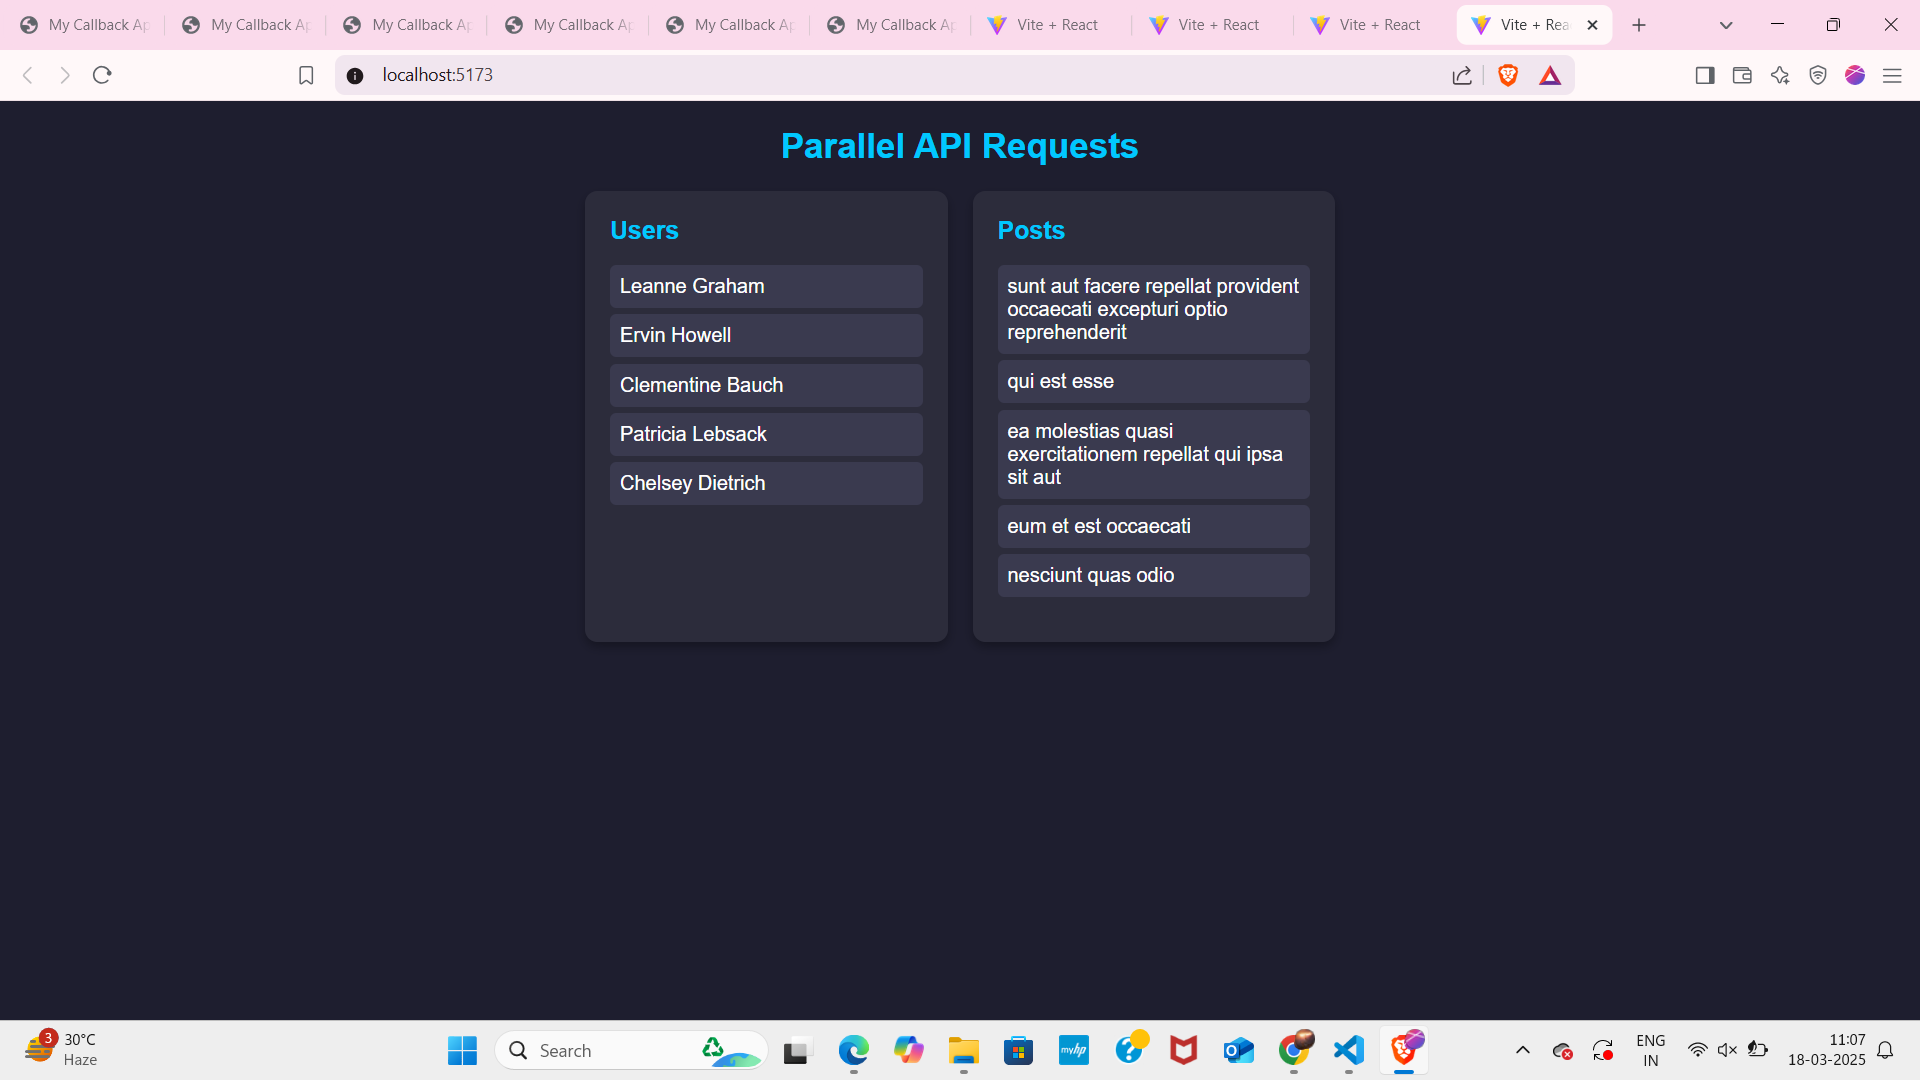 My Callback Ap
My Callback Ap
My Callback Ap
My Callback Ap
My Callback Ap
My Callback Ap
Vite + React
Vite + React
Vite + React
Vite + Rea
localhost:5173
Parallel API Requests
Users
Leanne Graham
Ervin Howell
Clementine Bauch
Patricia Lebsack
Chelsey Dietrich
Posts
sunt aut facere repellat provident
occaecati excepturi optio
reprehenderit
qui est esse
ea molestias quasi
exercitationem repellat qui ipsa
sit aut
eum et est occaecati
nesciunt quas odio
3
30°C
Haze
Search
myhp
ENG
IN
11:07
18-03-2025